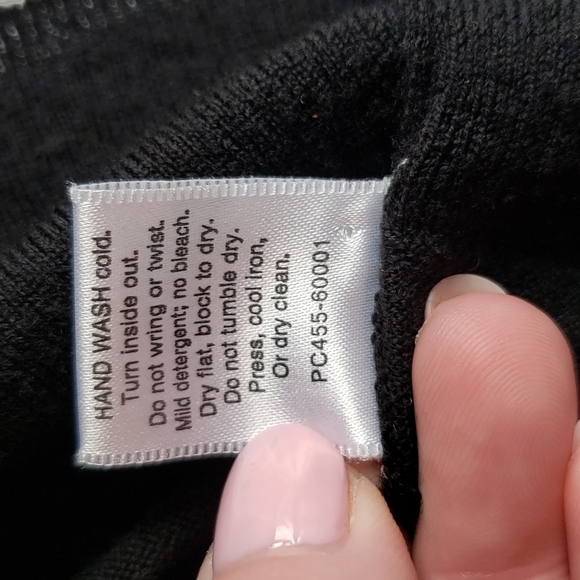 HAND WASH cold.
Turn inside out.
Do not wring or twist.
Mild detergent; no bleach.
Dry flat, block to dry.
Do not tumble dry.
Press, cool iron,
Or dry clean.
PC455-60001